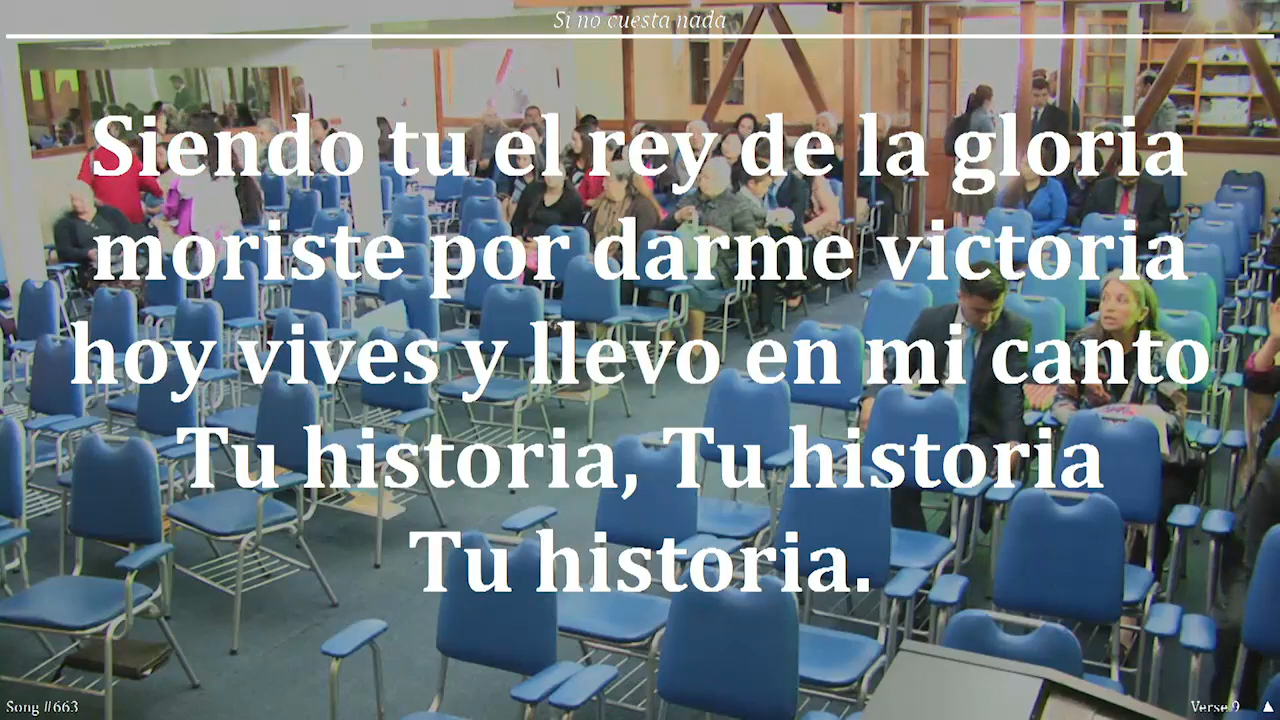 Si no cuesta nada
Siendo tu el rey de la gloria
moriste por darme victoria
hoy vives y llevo en mi canto
Tu historia, Tu historia
Tu historia.
Song #663
Verse 9 ▲